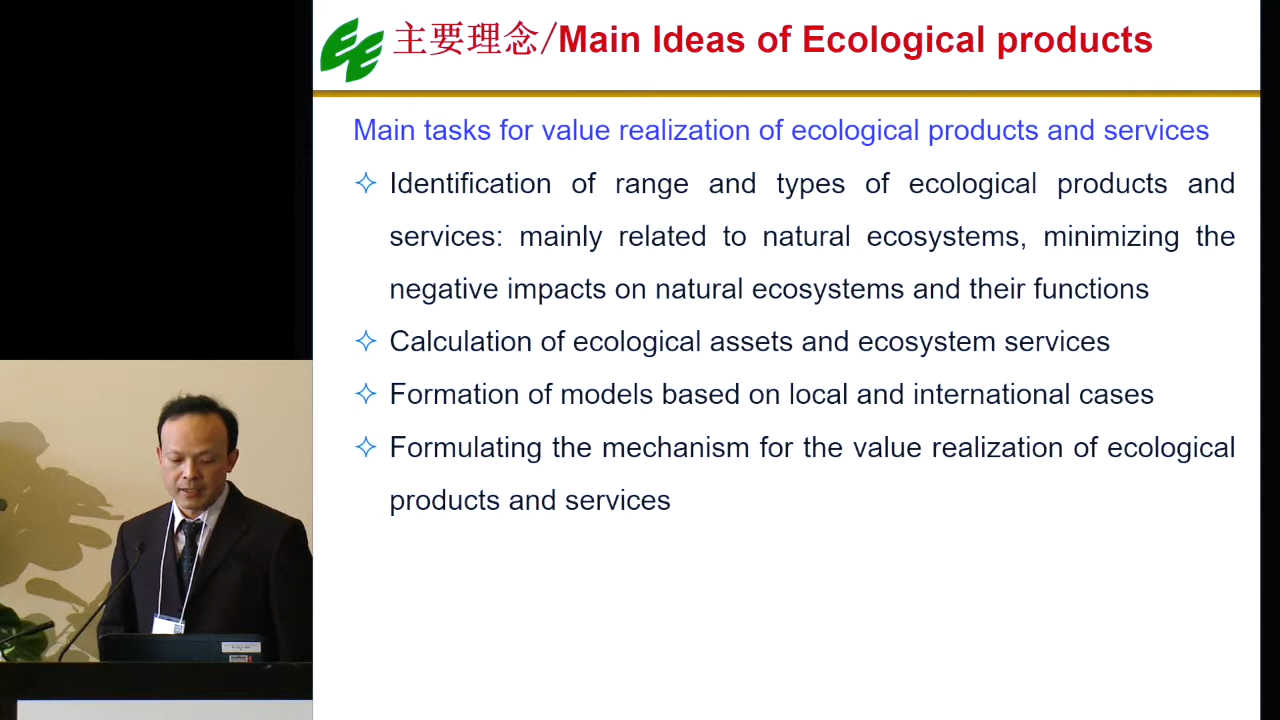 主要理念/Main Ideas of Ecological products
Main tasks for value realization of ecological products and services
Identification of range and types of ecological products and
services: mainly related to natural ecosystems, minimizing the
negative impacts on natural ecosystems and their functions
Calculation of ecological assets and ecosystem services
Formation of models based on local and international cases
Formulating the mechanism for the value realization of ecological
products and services